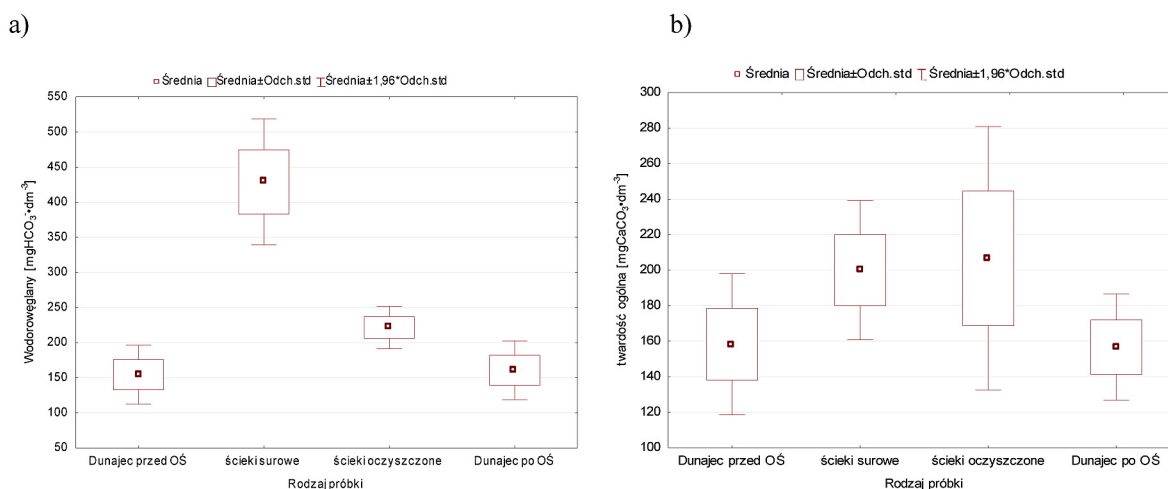 a)
Średnia Średnia±Odch.std Średnia±1,96*Odch.std
Wodorowęglany [mgHCO₃⁻•dm⁻³]
550
500
450
400
350
300
250
200
150
100
50
Dunajec przed OŚ ścieki surowe ścieki oczyszczone Dunajec po OŚ
Rodzaj próbki
b)
Średnia Średnia±Odch.std Średnia±1,96*Odch.std
twardość ogólna [mgCaCO₃•dm⁻³]
300
280
260
240
220
200
180
160
140
120
100
Dunajec przed OŚ ścieki surowe ścieki oczyszczone Dunajec po OŚ
Rodzaj próbki